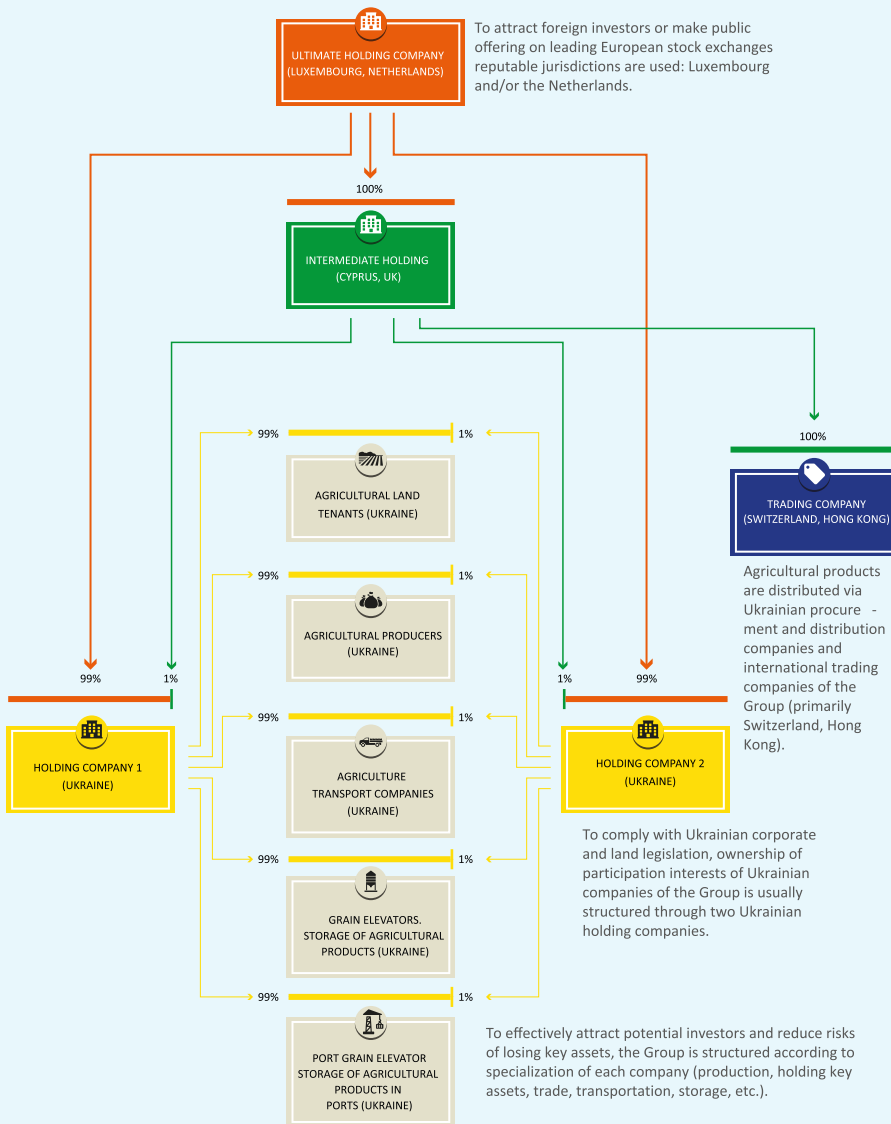 ULTIMATE HOLDING COMPANY
(LUXEMBOURG, NETHERLANDS)
To attract foreign investors or make public
offering on leading European stock exchanges
reputable jurisdictions are used: Luxembourg
and/or the Netherlands.
100%
INTERMEDIATE HOLDING
(CYPRUS, UK)
99%
1%
AGRICULTURAL LAND
TENANTS (UKRAINE)
100%
TRADING COMPANY
(SWITZERLAND, HONG KONG)
Agricultural products
are distributed via
Ukrainian procure -
ment and distribution
companies and
international trading
companies of the
Group (primarily
Switzerland, Hong
Kong).
99%
1%
AGRICULTURAL PRODUCERS
(UKRAINE)
99%
1%
1%
99%
HOLDING COMPANY 1
(UKRAINE)
99%
1%
AGRICULTURE
TRANSPORT COMPANIES
(UKRAINE)
HOLDING COMPANY 2
(UKRAINE)
To comply with Ukrainian corporate
and land legislation, ownership of
participation interests of Ukrainian
companies of the Group is usually
structured through two Ukrainian
holding companies.
99%
1%
GRAIN ELEVATORS.
STORAGE OF AGRICULTURAL
PRODUCTS (UKRAINE)
99%
1%
PORT GRAIN ELEVATOR
STORAGE OF AGRICULTURAL
PRODUCTS IN
PORTS (UKRAINE)
To effectively attract potential investors and reduce risks
of losing key assets, the Group is structured according to
specialization of each company (production, holding key
assets, trade, transportation, storage, etc.).